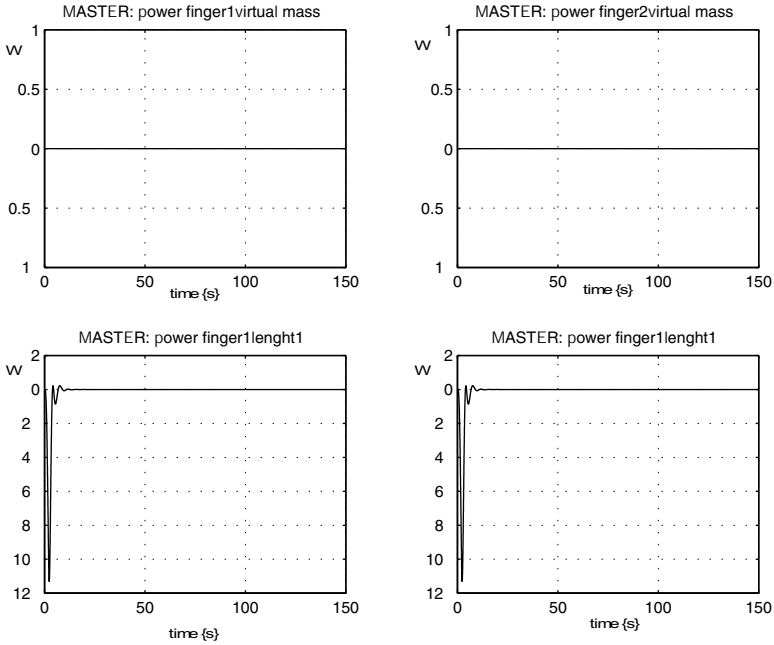 MASTER: power finger1virtual mass
W
1
0.5
0
0.5
1
0 50 100 150
time {s}
MASTER: power finger2virtual mass
W
1
0.5
0
0.5
1
0 50 100 150
time {s}
MASTER: power finger1lenght1
W
2
0
2
4
6
8
10
12
0 50 100 150
time {s}
MASTER: power finger1lenght1
W
2
0
2
4
6
8
10
12
0 50 100 150
time {s}